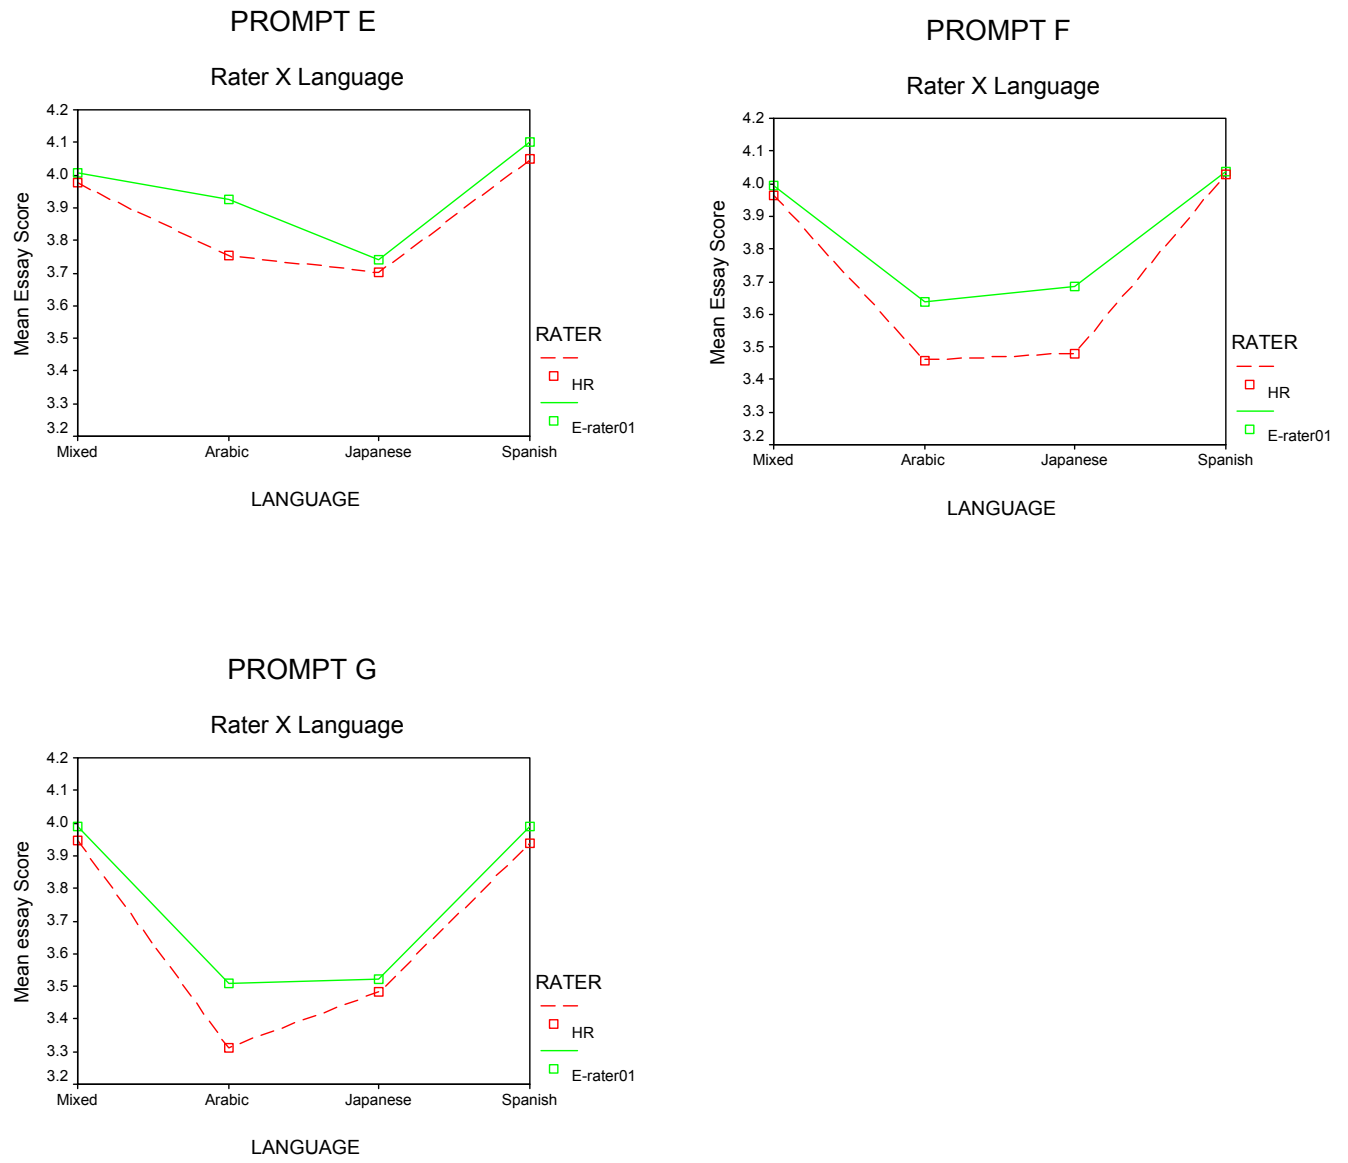 PROMPT E
Rater X Language
4.2
4.1
4.0
3.9
3.8
3.7
3.6
3.5
3.4
3.3
3.2
Mean Essay Score
Mixed
Arabic
Japanese
Spanish
LANGUAGE
RATER
HR
E-rater01
PROMPT F
Rater X Language
4.2
4.1
4.0
3.9
3.8
3.7
3.6
3.5
3.4
3.3
3.2
Mean Essay Score
Mixed
Arabic
Japanese
Spanish
LANGUAGE
RATER
HR
E-rater01
PROMPT G
Rater X Language
4.2
4.1
4.0
3.9
3.8
3.7
3.6
3.5
3.4
3.3
3.2
Mean essay Score
Mixed
Arabic
Japanese
Spanish
LANGUAGE
RATER
HR
E-rater01